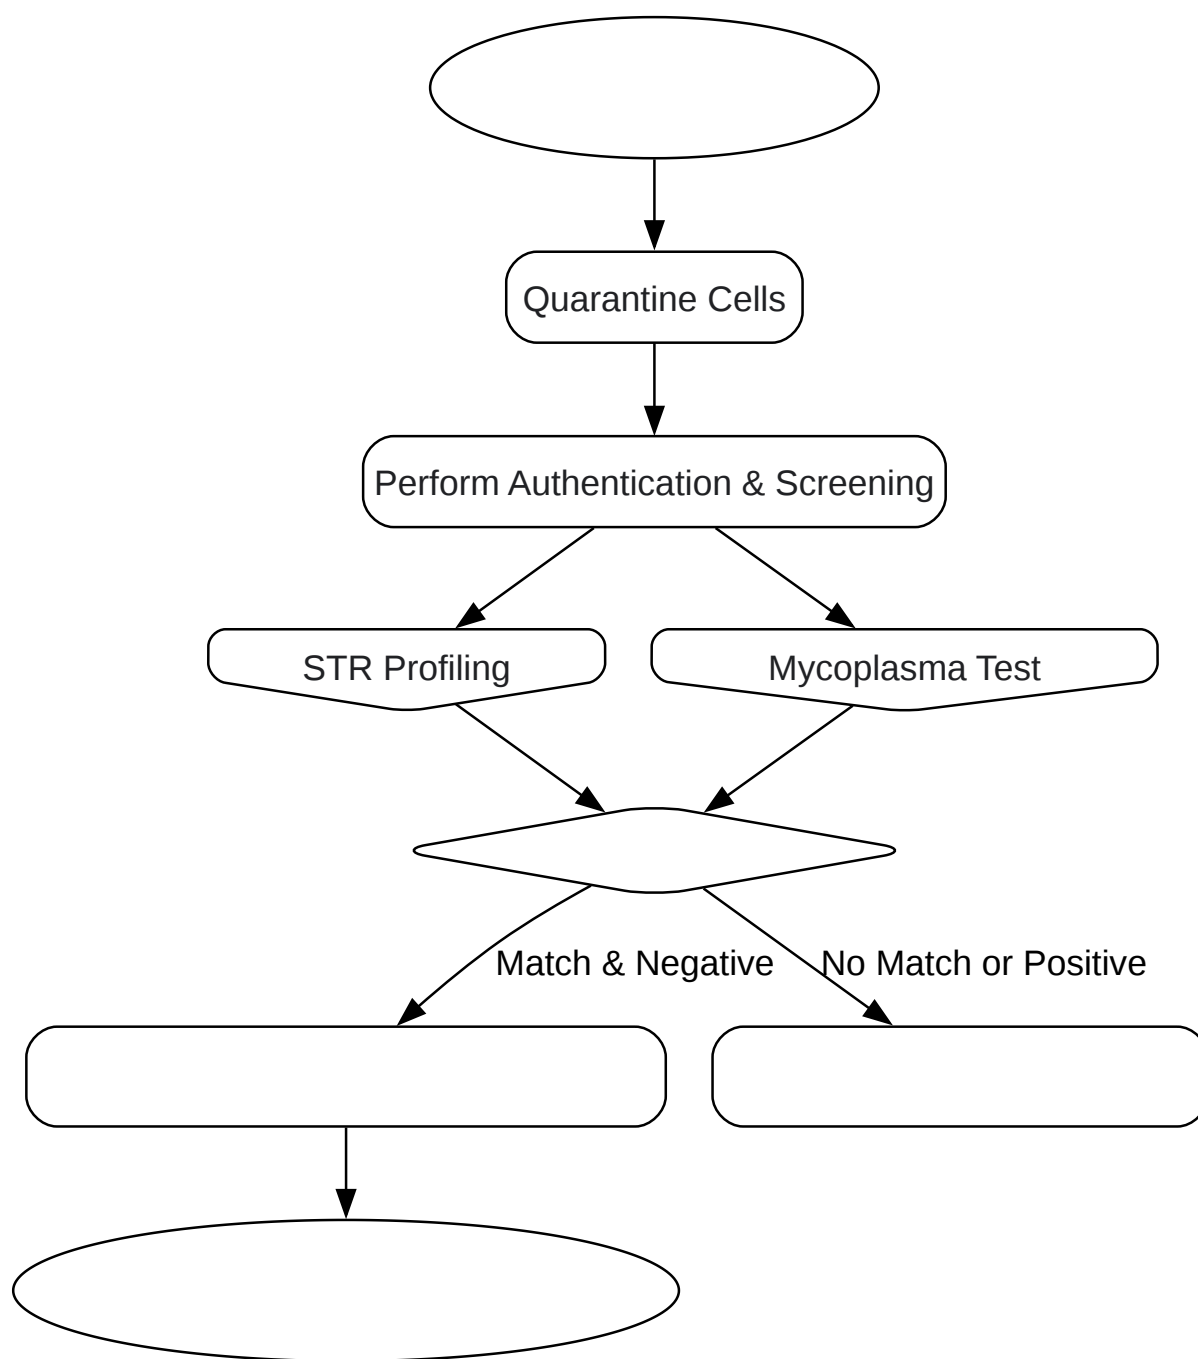 Quarantine Cells
Perform Authentication & Screening
STR Profiling
Mycoplasma Test
Match & Negative
No Match or Positive